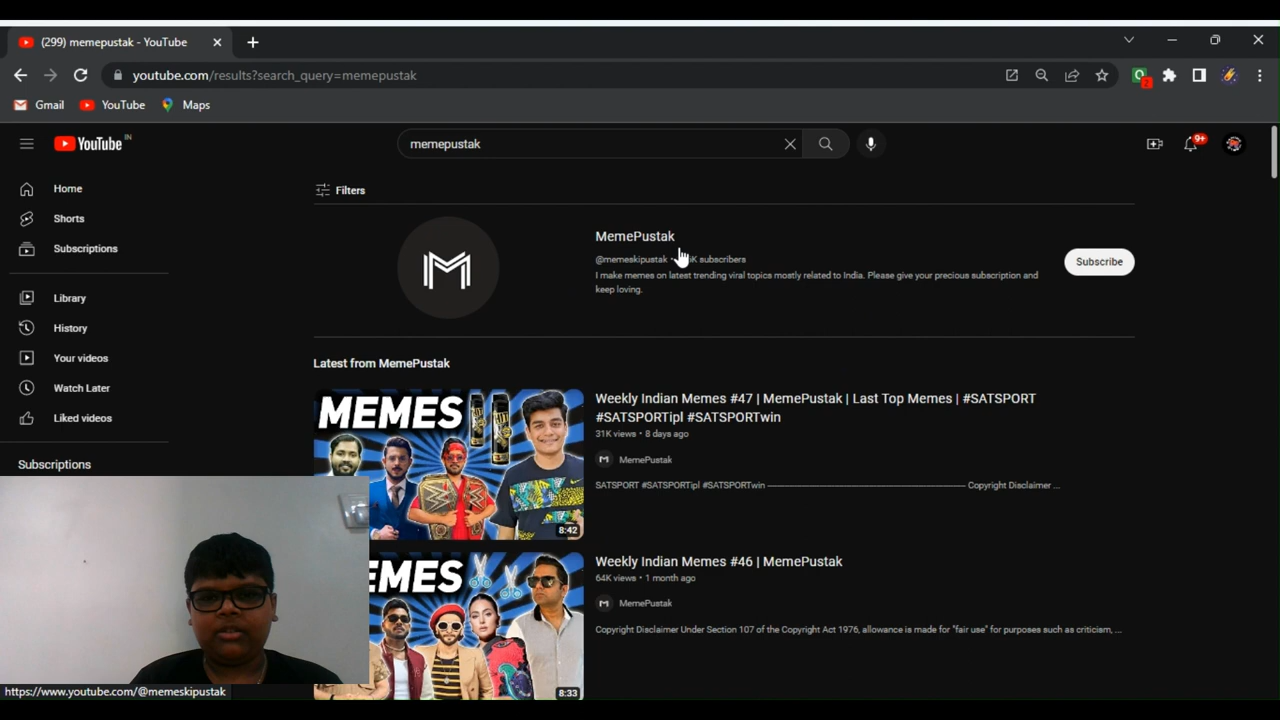 (299) memepustak - YouTube
youtube.com/results?search_query=memepustak
2
Gmail YouTube Maps
YouTube IN
memepustak
9+
Home
Shorts
Subscriptions
Library
History
Your videos
Watch Later
Liked videos
Subscriptions
Filters
M
MemePustak
@memeskipustak • K subscribers
I make memes on latest trending viral topics mostly related to India. Please give your precious subscription and
keep loving.
Subscribe
Latest from MemePustak
MEMES
8:42
Weekly Indian Memes #47 | MemePustak | Last Top Memes | #SATSPORT
#SATSPORTipl #SATSPORTwin
31K views • 8 days ago
M MemePustak
SATSPORT #SATSPORTipl #SATSPORTwin ---------------------------------------------------------------- Copyright Disclaimer ...
EMES
8:33
Weekly Indian Memes #46 | MemePustak
64K views • 1 month ago
M MemePustak
Copyright Disclaimer Under Section 107 of the Copyright Act 1976, allowance is made for "fair use" for purposes such as criticism, ...
https://www.youtube.com/@memeskipustak